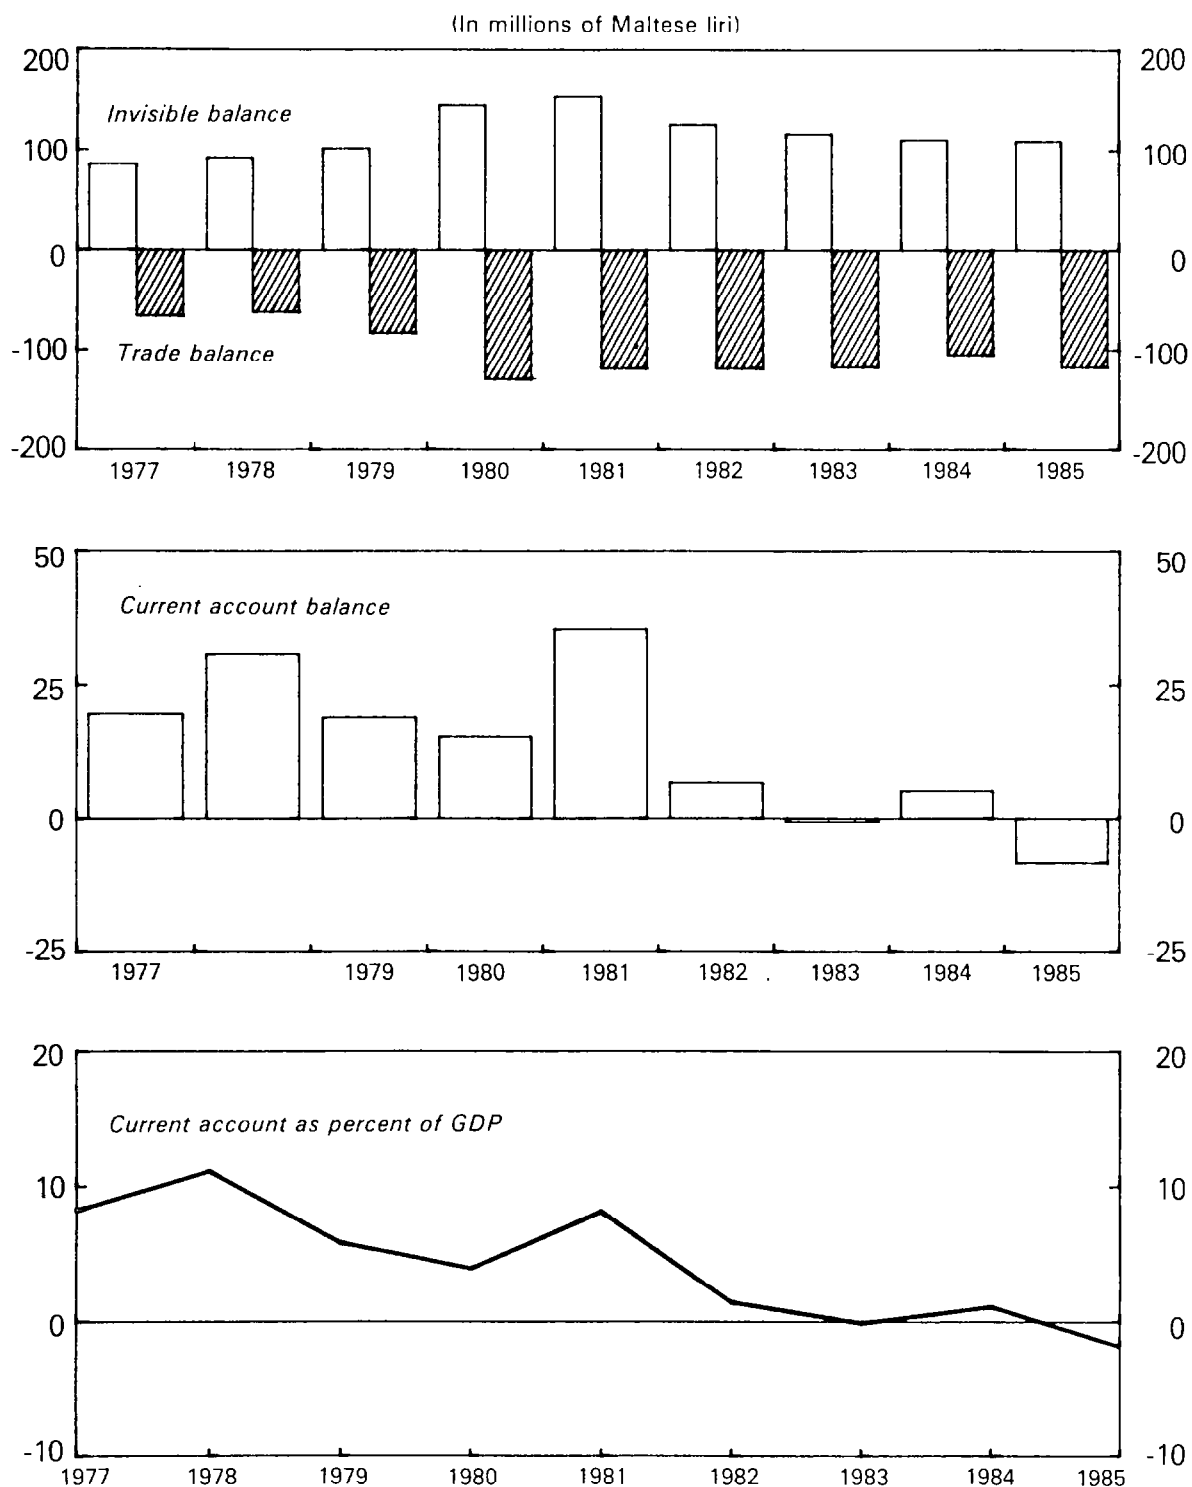 (In millions of Maltese liri)
200 200
Invisible balance
100 100
0 0
-100 Trade balance -100
-200 -200
1977 1978 1979 1980 1981 1982 1983 1984 1985
50 50
Current account balance
25 25
0 0
-25 -25
1977 1979 1980 1981 1982 1983 1984 1985
20 20
Current account as percent of GDP
10 10
0 0
-10 -10
1977 1978 1979 1980 1981 1982 1983 1984 1985